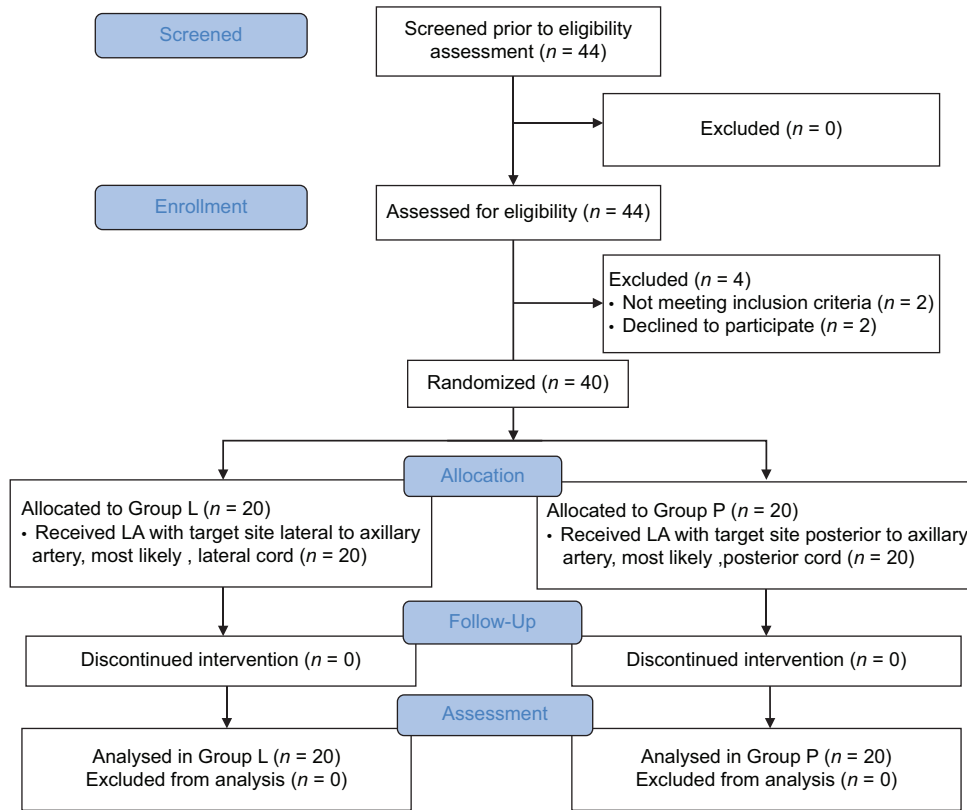 Screened
Screened prior to eligibility
assessment (n = 44)
Excluded (n = 0)
Enrollment
Assessed for eligibility (n = 44)
Excluded (n = 4)
• Not meeting inclusion criteria (n = 2)
• Declined to participate (n = 2)
Randomized (n = 40)
Allocation
Allocated to Group L (n = 20)
• Received LA with target site lateral to axillary
artery, most likely , lateral cord (n = 20)
Allocated to Group P (n = 20)
• Received LA with target site posterior to axillary
artery, most likely ,posterior cord (n = 20)
Follow-Up
Discontinued intervention (n = 0)
Discontinued intervention (n = 0)
Assessment
Analysed in Group L (n = 20)
Excluded from analysis (n = 0)
Analysed in Group P (n = 20)
Excluded from analysis (n = 0)